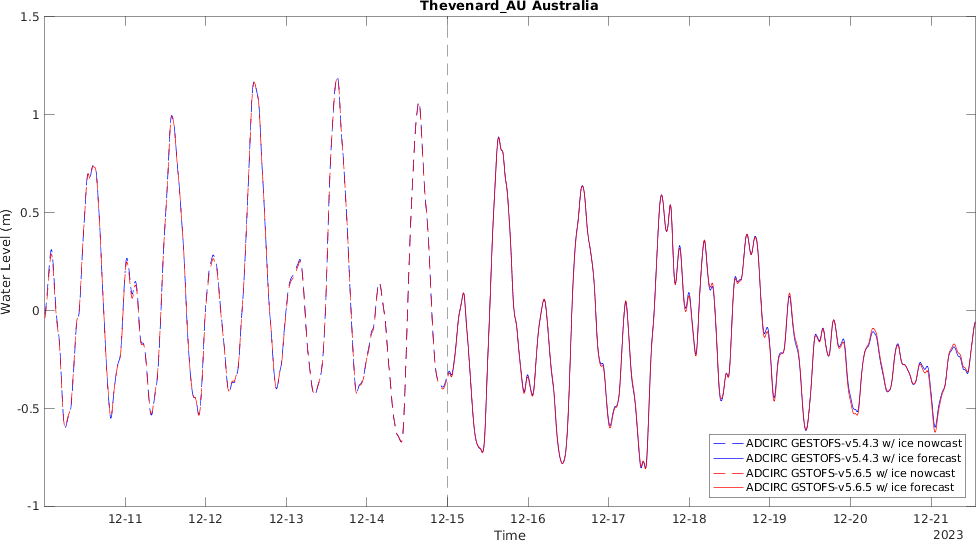 Thevenard_AU Australia
1.5
1
0.5
0
-0.5
-1
Water Level (m)
12-11
12-12
12-13
12-14
12-15
12-16
12-17
12-18
12-19
12-20
12-21
Time
2023
ADCIRC GESTOFS-v5.4.3 w/ ice nowcast
ADCIRC GESTOFS-v5.4.3 w/ ice forecast
ADCIRC GSTOFS-v5.6.5 w/ ice nowcast
ADCIRC GSTOFS-v5.6.5 w/ ice forecast